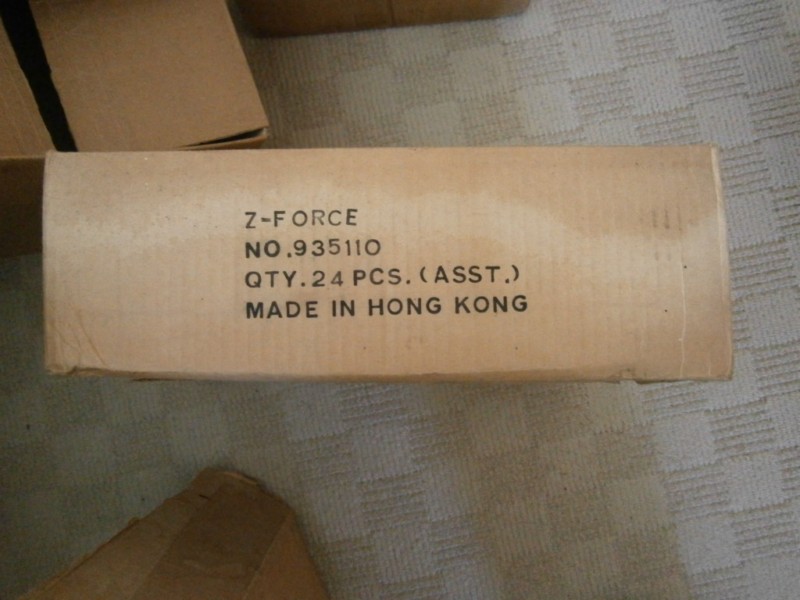 Z-FORCE
NO.935110
QTY.24 PCS.(ASST.)
MADE IN HONG KONG